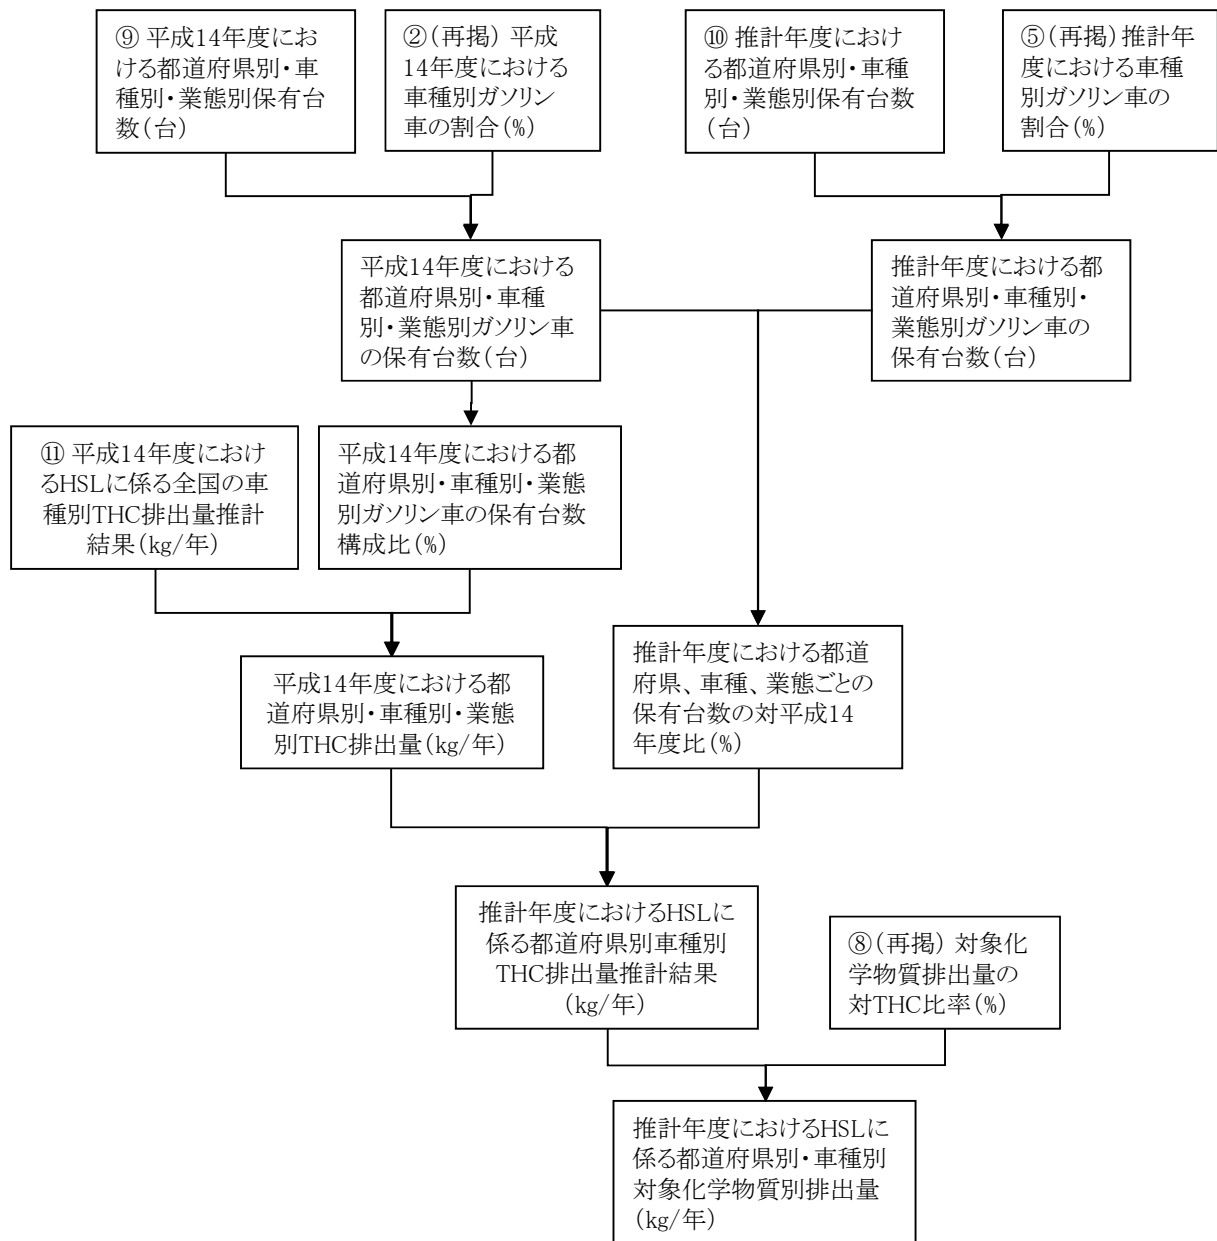 ⑨ 平成14年度にお
ける都道府県別・車
種別・業態別保有台
数(台)
②(再掲) 平成
14年度における
車種別ガソリン
車の割合(%)
⑩ 推計年度におけ
る都道府県別・車種
別・業態別保有台数
(台)
⑤(再掲)推計年
度における車種
別ガソリン車の
割合(%)
平成14年度における
都道府県別・車種
別・業態別ガソリン車
の保有台数(台)
推計年度における都
道府県別・車種別・
業態別ガソリン車の
保有台数(台)
⑪ 平成14年度におけ
るHSLに係る全国の車
種別THC排出量推計
結果(kg/年)
平成14年度における都
道府県別・車種別・業態
別ガソリン車の保有台数
構成比(%)
平成14年度における都
道府県別・車種別・業態
別THC排出量(kg/年)
推計年度における都道
府県、車種、業態ごとの
保有台数の対平成14
年度比(%)
推計年度におけるHSLに
係る都道府県別車種別
THC排出量推計結果
(kg/年)
⑧(再掲) 対象化
学物質排出量の
対THC比率(%)
推計年度におけるHSLに
係る都道府県別・車種別
対象化学物質別排出量
(kg/年)